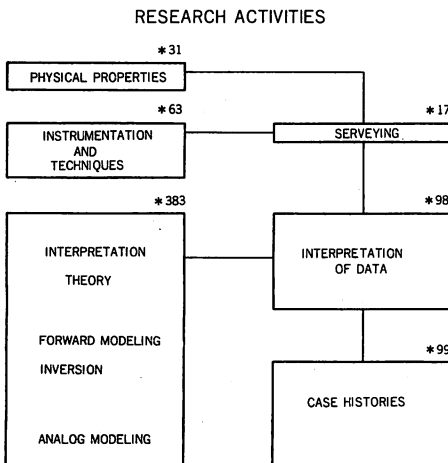 RESEARCH ACTIVITIES
*31
PHYSICAL PROPERTIES
*63
INSTRUMENTATION
AND
TECHNIQUES
*17
SERVEYING
*383
INTERPRETATION
THEORY
FORWARD MODELING
INVERSION
ANALOG MODELING
*98
INTERPRETATION
OF DATA
*99
CASE HISTORIES